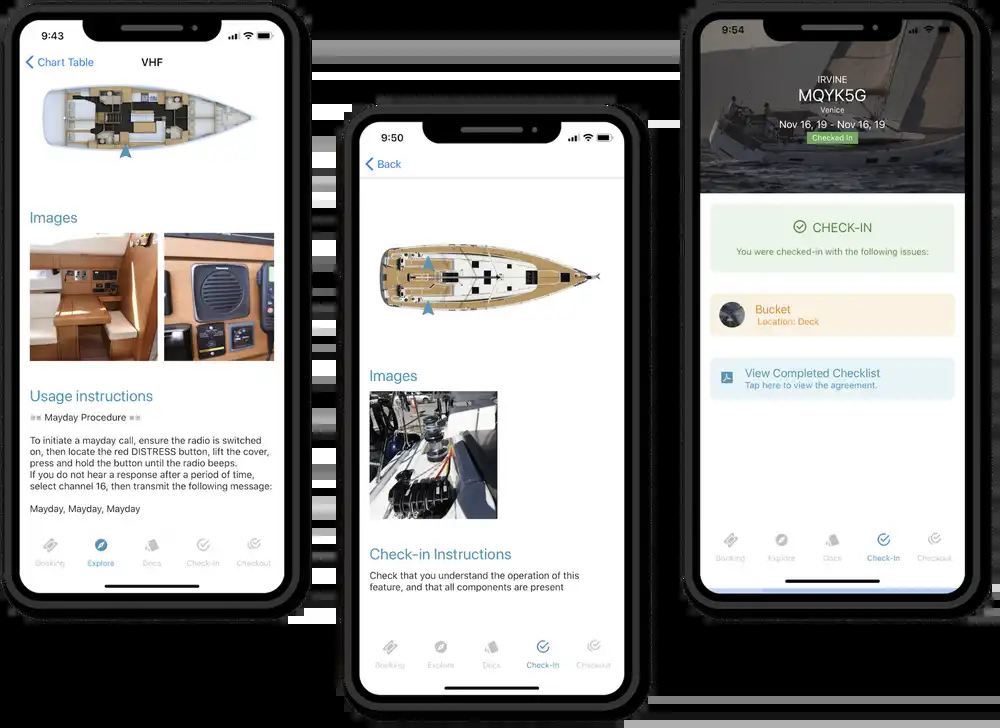 9:43
Chart Table
VHF
Images
Usage instructions
Mayday Procedure
To initiate a mayday call, ensure the radio is switched
on, then locate the red DISTRESS button, lift the cover,
press and hold the button until the radio beeps.
If you do not hear a response after a period of time,
select channel 16, then transmit the following message:
Mayday, Mayday, Mayday
Booking
Explore
Docs
Check-In
Checkout
9:50
Back
Images
Check-in Instructions
Check that you understand the operation of this
feature, and that all components are present
Booking
Explore
Docs
Check-In
Checkout
9:54
IRVINE
MQYK5G
Venice
Nov 16, 19 - Nov 16, 19
Checked In
CHECK-IN
You were checked-in with the following issues:
Bucket
Location: Deck
View Completed Checklist
Tap here to view the agreement.
Booking
Explore
Docs
Check-In
Checkout